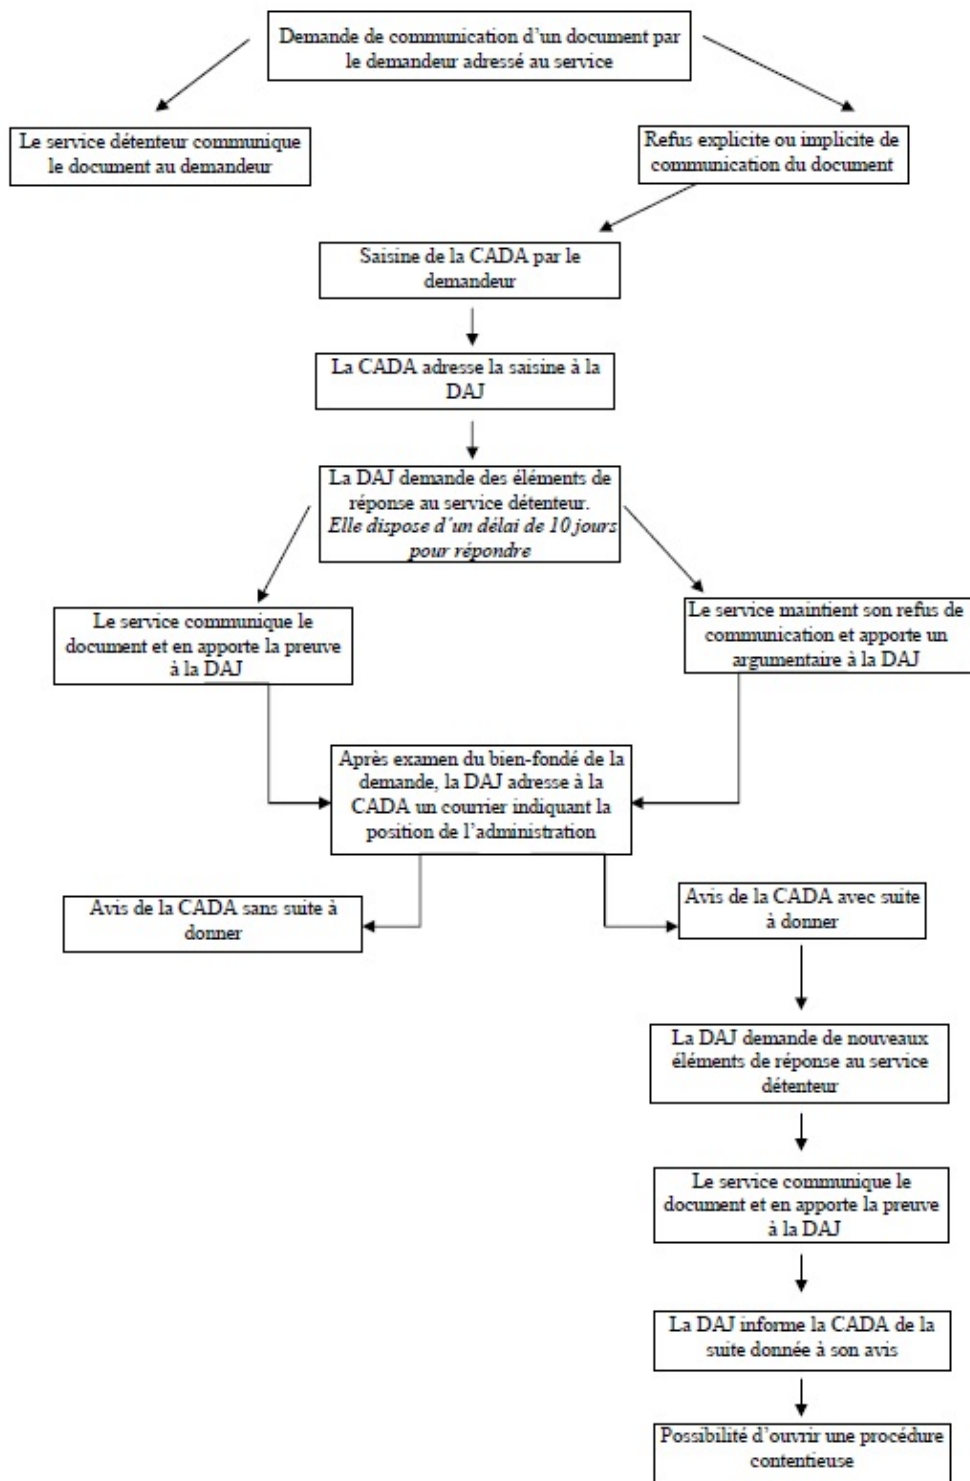 Demande de communication d'un document par
le demandeur adressé au service
Le service détenteur communique
le document au demandeur
Refus explicite ou implicite de
communication du document
Saisine de la CADA par le
demandeur
La CADA adresse la saisine à la
DAJ
La DAJ demande des éléments de
réponse au service détenteur.
Elle dispose d'un délai de 10 jours
pour répondre
Le service communique le
document et en apporte la preuve
à la DAJ
Le service maintient son refus de
communication et apporte un
argumentaire à la DAJ
Après examen du bien-fondé de la
demande, la DAJ adresse à la
CADA un courrier indiquant la
position de l'administration
Avis de la CADA sans suite à
donner
Avis de la CADA avec suite
à donner
La DAJ demande de nouveaux
éléments de réponse au service
détenteur
Le service communique le
document et en apporte la preuve
à la DAJ
La DAJ informe la CADA de la
suite donnée à son avis
Possibilité d'ouvrir une procédure
contentieuse